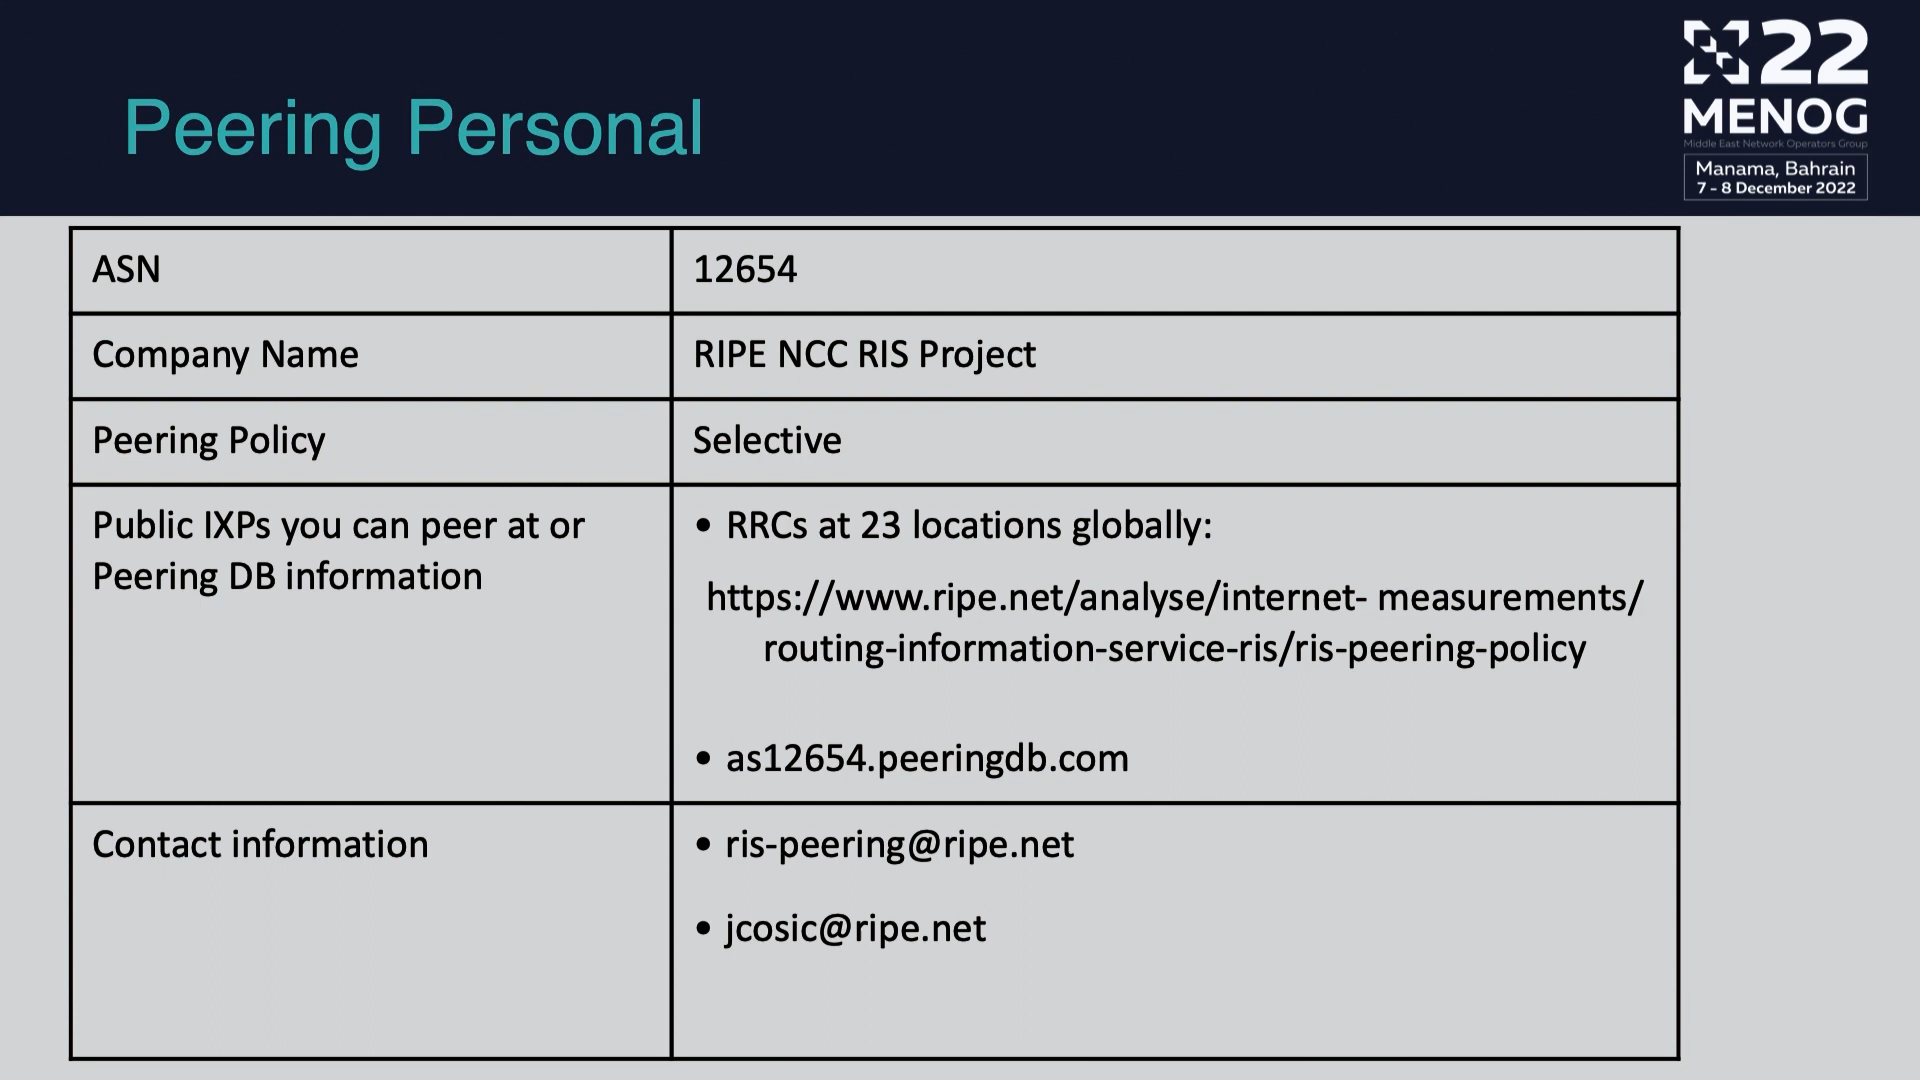 Peering Personal
22
MENOG
Middle East Network Operators Group
Manama, Bahrain
7 - 8 December 2022
ASN
12654
Company Name
RIPE NCC RIS Project
Peering Policy
Selective
Public IXPs you can peer at or
Peering DB information
• RRCs at 23 locations globally:
https://www.ripe.net/analyse/internet- measurements/
routing-information-service-ris/ris-peering-policy
• as12654.peeringdb.com
Contact information
• ris-peering@ripe.net
• jcosic@ripe.net